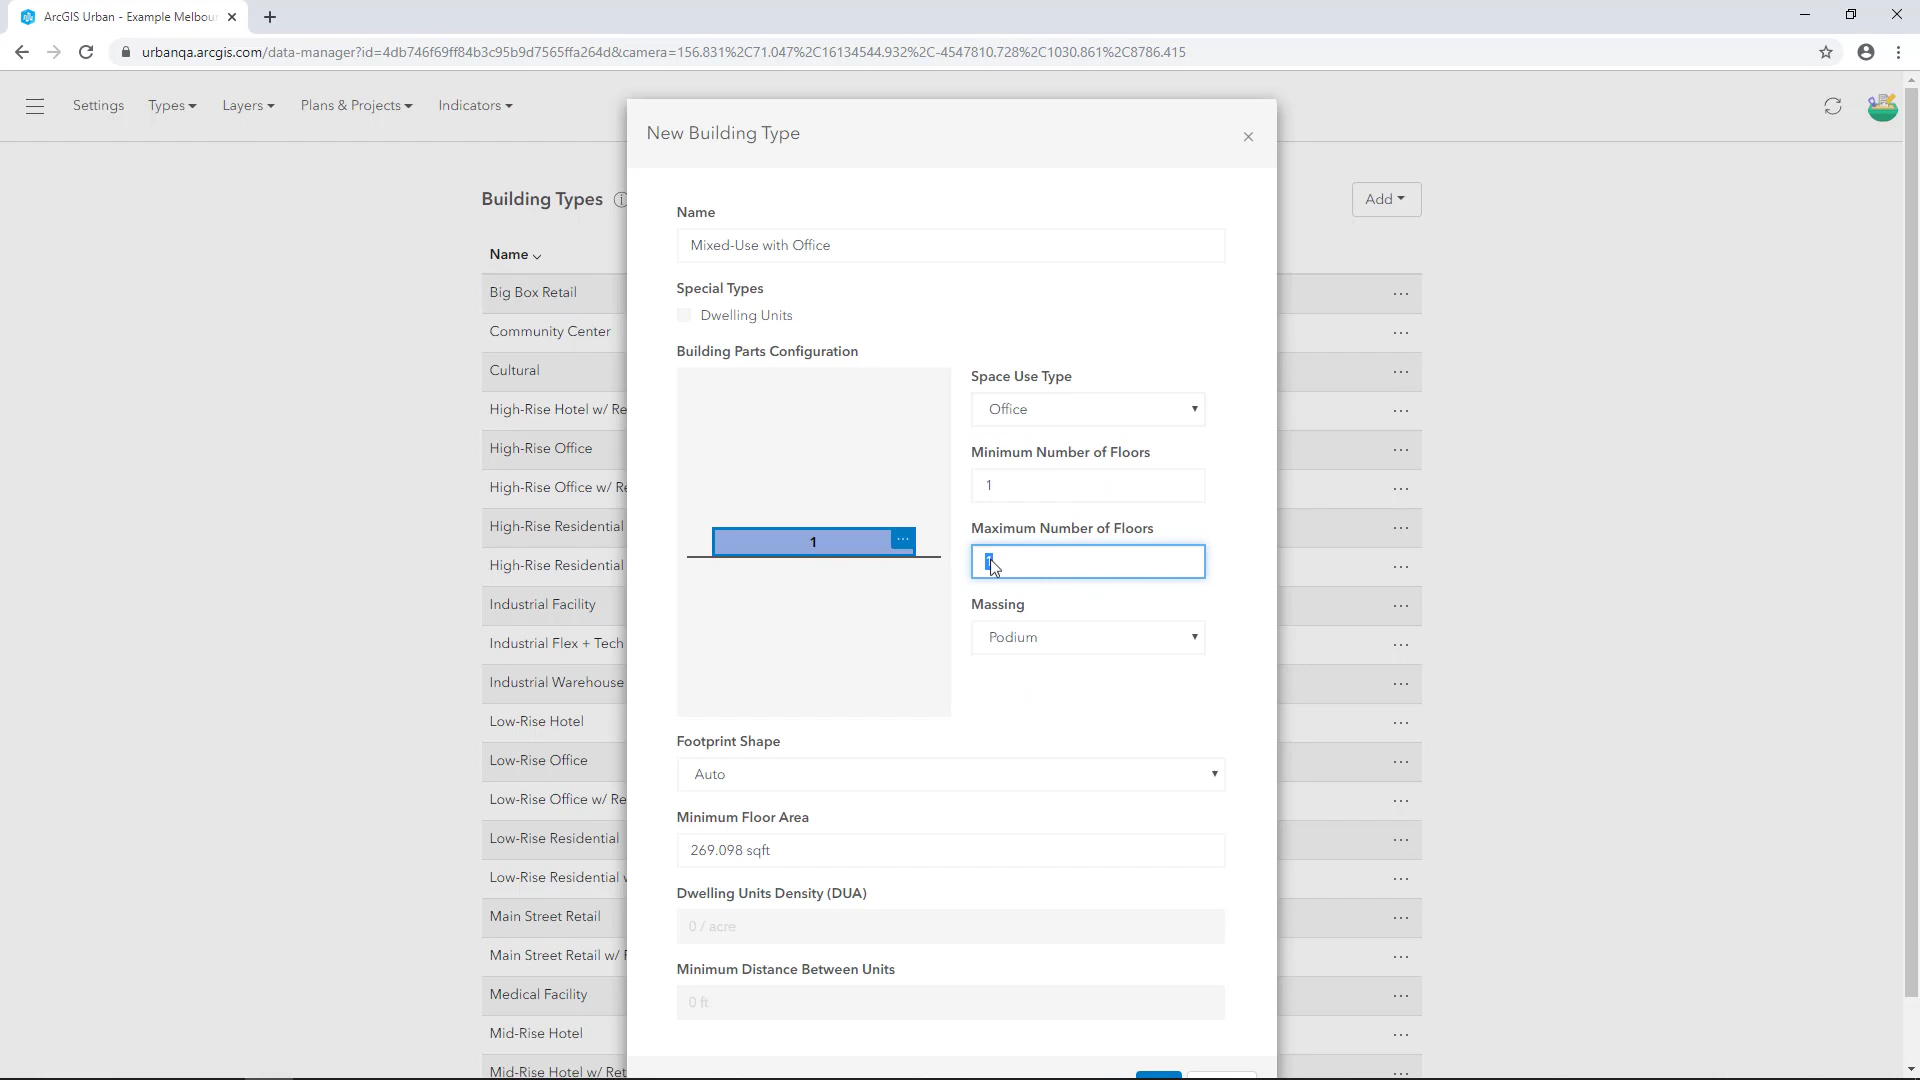 ArcGIS Urban - Example Melbou
urbanqa.arcgis.com/data-manager?id=4db746f69ff84b3c95b9d7565ffa264d&camera=156.831%2C71.047%2C16134544.932%2C-4547810.728%2C1030.861%2C8786.415
Settings Types Layers Plans & Projects Indicators
New Building Type
Building Types
Add
Name
Big Box Retail
Community Center
Cultural
High-Rise Hotel w/ Re
High-Rise Office
High-Rise Office w/ Re
High-Rise Residential
High-Rise Residential
Industrial Facility
Industrial Flex + Tech
Industrial Warehouse
Low-Rise Hotel
Low-Rise Office
Low-Rise Office w/ Re
Low-Rise Residential
Low-Rise Residential
Main Street Retail
Main Street Retail w/
Medical Facility
Mid-Rise Hotel
Mid-Rise Hotel w/ Ret
Name
Mixed-Use with Office
Special Types
Dwelling Units
Building Parts Configuration
1
Space Use Type
Office
Minimum Number of Floors
1
Maximum Number of Floors
Massing
Podium
Footprint Shape
Auto
Minimum Floor Area
269.098 sqft
Dwelling Units Density (DUA)
0 / acre
Minimum Distance Between Units
0 ft